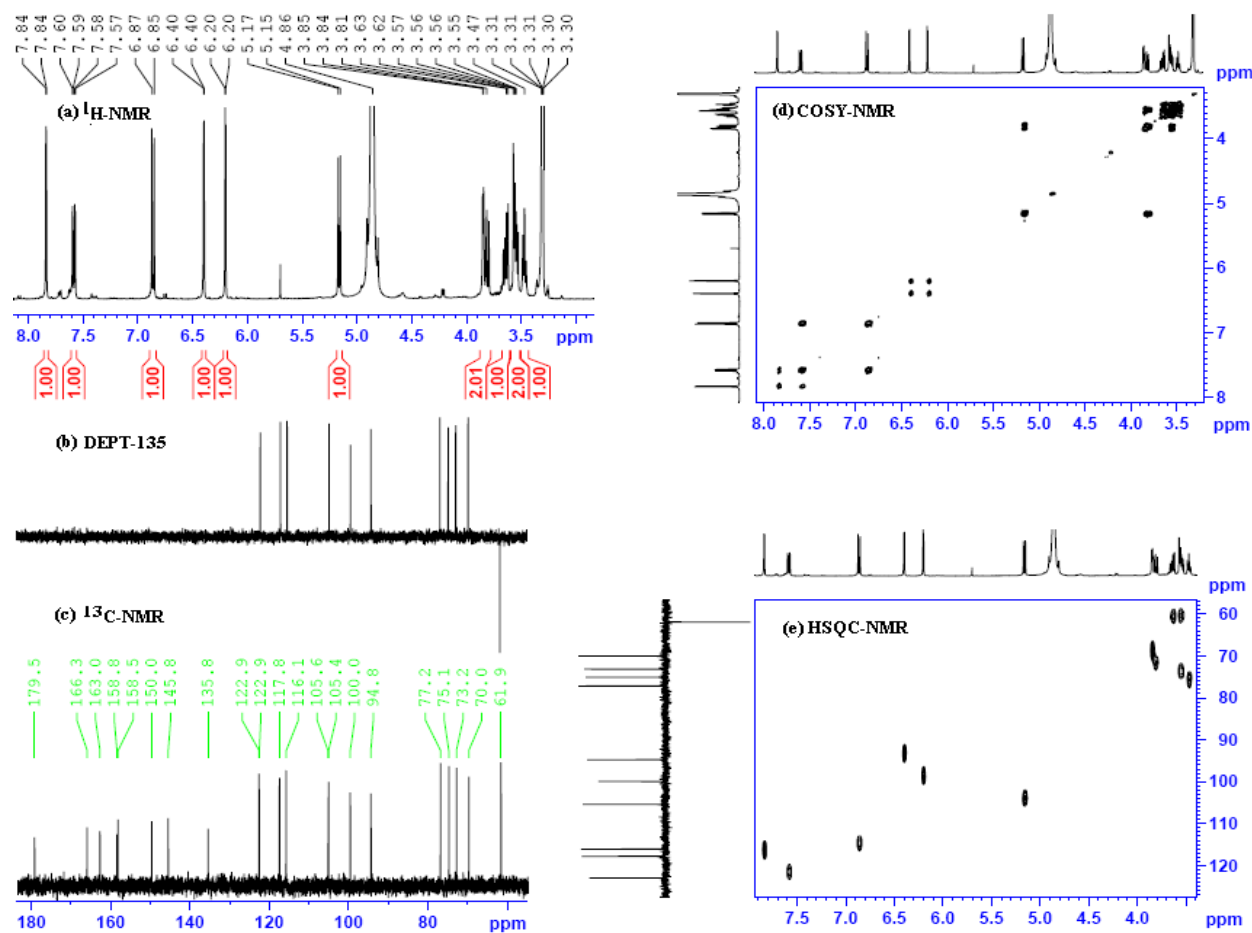 7.84 7.84 7.60 7.59 7.58 7.57 6.87 6.85 6.40 6.40 6.20 6.20 5.17 5.15 4.86 3.85 3.84 3.81 3.63 3.62 3.57 3.56 3.56 3.55 3.47 3.31 3.31 3.31 3.30 3.30
(a) ¹H-NMR
8.0 7.5 7.0 6.5 6.0 5.5 5.0 4.5 4.0 3.5 ppm
1.00 1.00 1.00 1.00 1.00 1.00 2.01 1.00 2.00 1.00
(b) DEPT-135
(c) ¹³C-NMR
179.5 166.3 163.0 158.8 158.5 150.0 145.8 135.8 122.9 122.9 117.8 116.1 105.6 105.4 100.0 94.8 77.2 75.1 73.2 70.0 61.9
180 160 140 120 100 80 ppm
ppm
(d) COSY-NMR
4
5
6
7
8
8.0 7.5 7.0 6.5 6.0 5.5 5.0 4.5 4.0 3.5 ppm
ppm
(e) HSQC-NMR
60
70
80
90
100
110
120
7.5 7.0 6.5 6.0 5.5 5.0 4.5 4.0 ppm